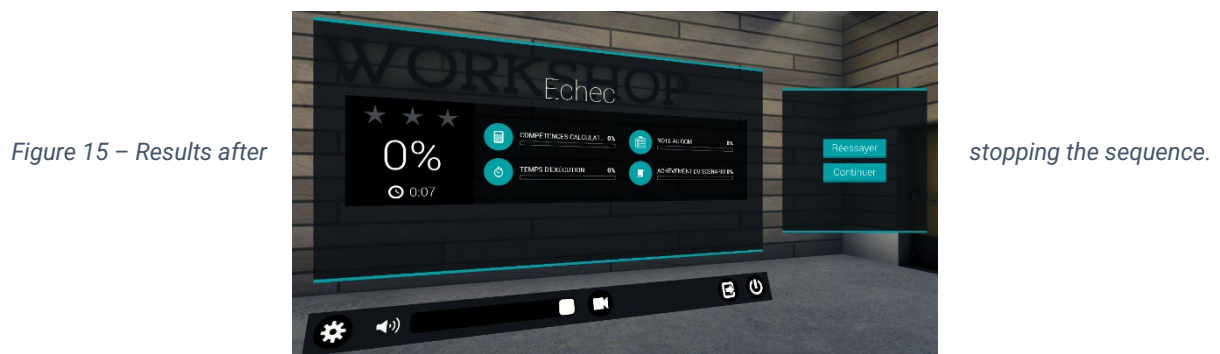 WORKSHOP
Echec
0%
0:07
COMPÉTENCES CALCULAT... 0%
TEMPS D'EXÉCUTION 0%
NOTE AU QCM 0%
ACHÈVEMENT DU SCÉNARIO 0%
Réessayer
Continuer
Figure 15 – Results after stopping the sequence.